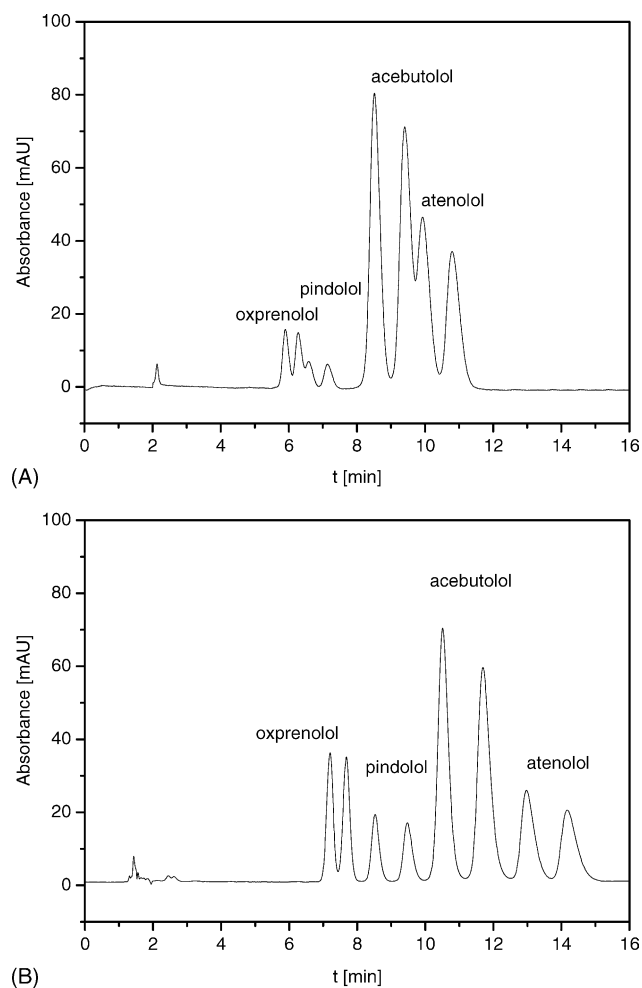 100
80
60
40
20
0
Absorbance [mAU]
acebutolol
atenolol
pindolol
oxprenolol
0 2 4 6 8 10 12 14 16
t [min]
(A)
100
80
60
40
20
0
Absorbance [mAU]
acebutolol
oxprenolol
pindolol
atenolol
0 2 4 6 8 10 12 14 16
t [min]
(B)